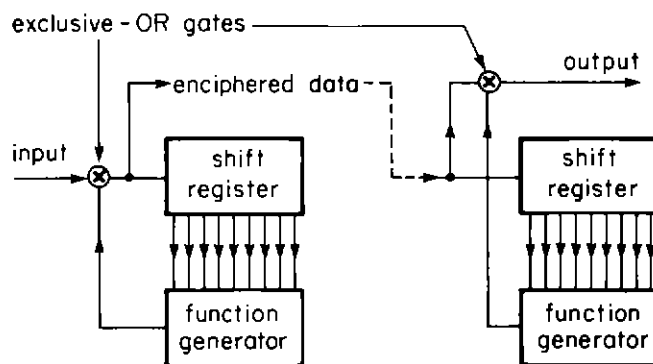 exclusive-OR gates
output
enciphered data
input
shift
register
shift
register
function
generator
function
generator